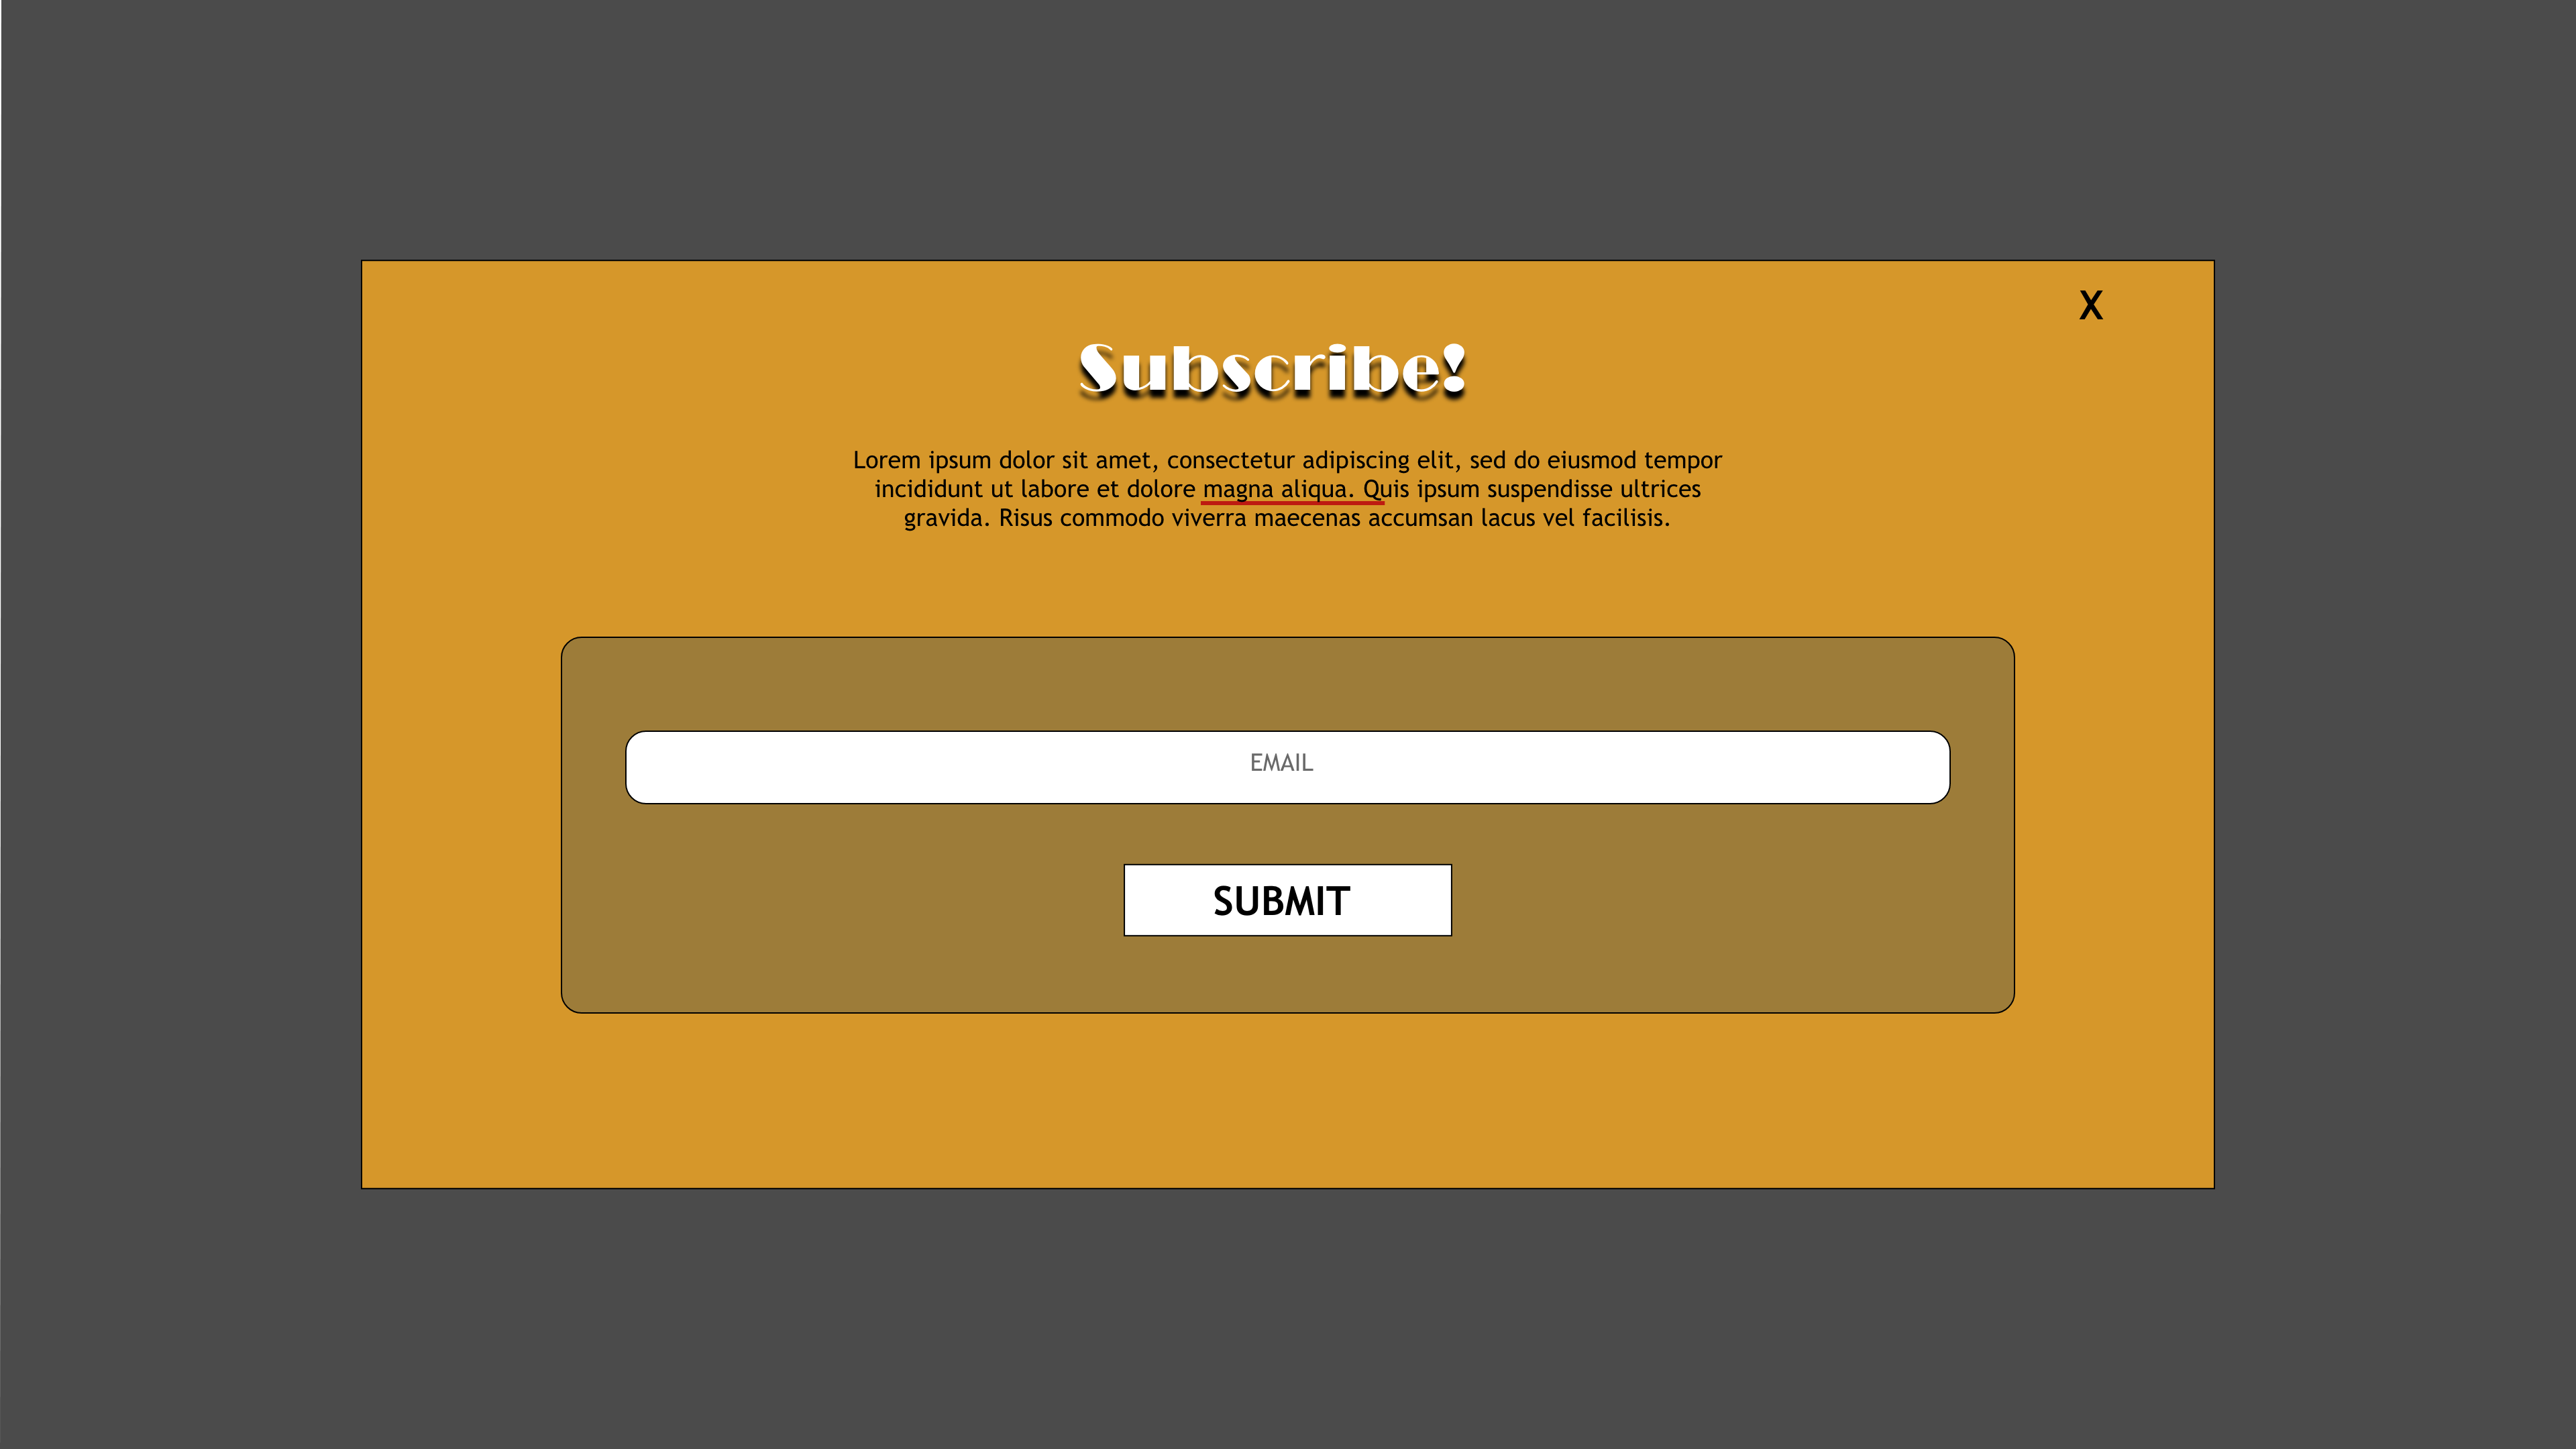 X
Subscribe!
Lorem ipsum dolor sit amet, consectetur adipiscing elit, sed do eiusmod tempor
incididunt ut labore et dolore magna aliqua. Quis ipsum suspendisse ultrices
gravida. Risus commodo viverra maecenas accumsan lacus vel facilisis.
EMAIL
SUBMIT